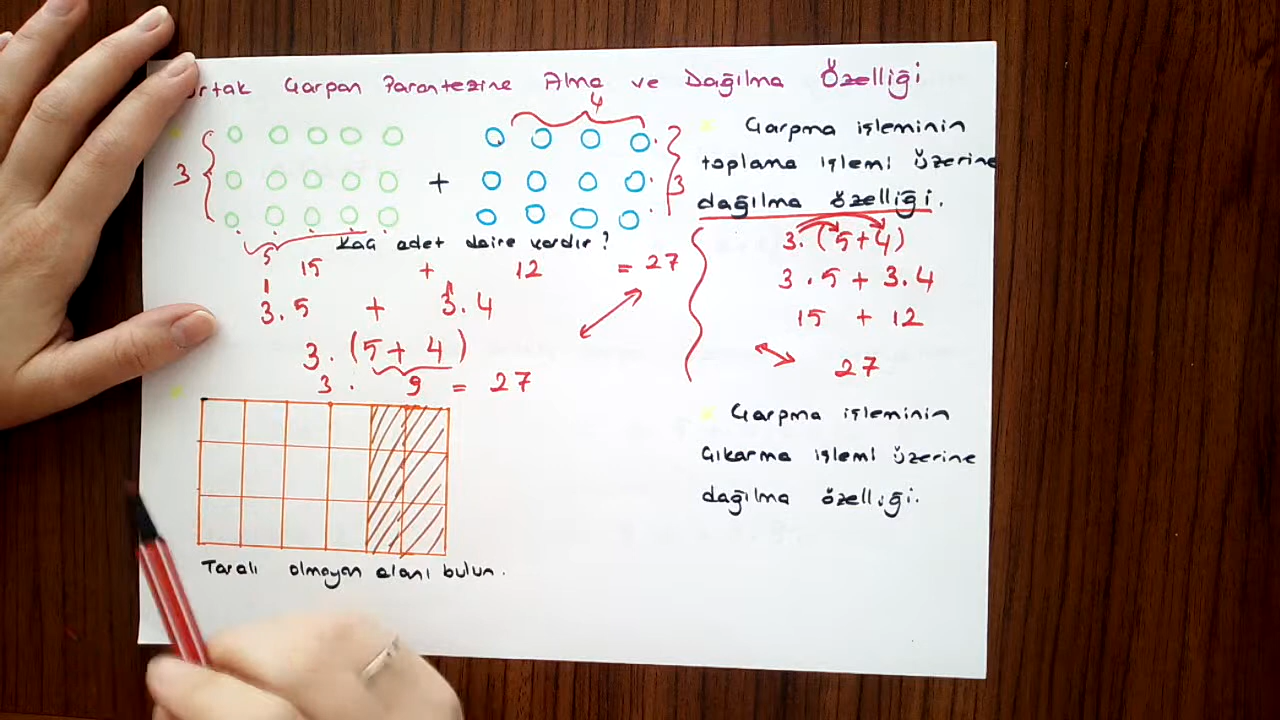 Ortak Çarpan Parantezine Alma ve Dağılma Özelliği
4
3
+
3
Kaç adet daire vardır?
5
15 + 12 = 27
3.5 + 3.4
3.(5+4)
3 . 9 = 27
Taralı olmayan alanı bulun.
Çarpma işleminin
toplama işlemi üzerine
dağılma özelliği.
3.(5+4)
3.5 + 3.4
15 + 12
27
Çarpma işleminin
çıkarma işlemi üzerine
dağılma özelliği.